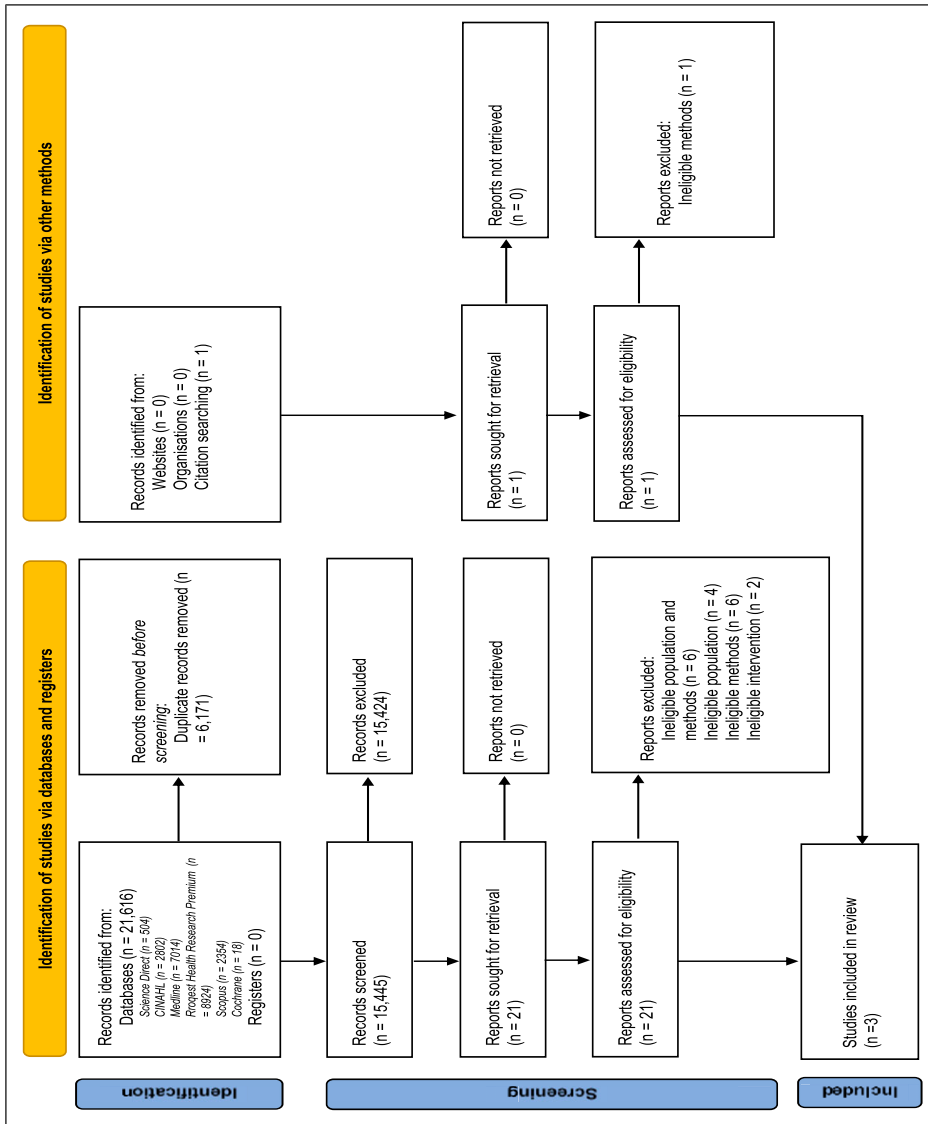 Identification of studies via databases and registers
Identification of studies via other methods
Identification
Records identified from:
Databases (n = 21,616)
Science Direct (n = 504)
CINAHL (n = 2802)
Medline (n = 7014)
Rroqest Health Research Premium (n
= 8924)
Scopus (n = 2354)
Cochrane (n = 18)
Registers (n = 0)
Records removed before
screening:
Duplicate records removed (n
= 6,171)
Records identified from:
Websites (n = 0)
Organisations (n = 0)
Citation searching (n = 1)
Screening
Records screened
(n = 15,445)
Records excluded
(n = 15,424)
Reports sought for retrieval
(n = 21)
Reports not retrieved
(n = 0)
Reports sought for retrieval
(n = 1)
Reports not retrieved
(n = 0)
Reports assessed for eligibility
(n = 21)
Reports excluded:
Ineligible population and
methods (n = 6)
Ineligible population (n = 4)
Ineligible methods (n = 6)
Ineligible intervention (n = 2)
Reports assessed for eligibility
(n = 1)
Reports excluded:
Ineligible methods (n = 1)
Included
Studies included in review
(n =3)